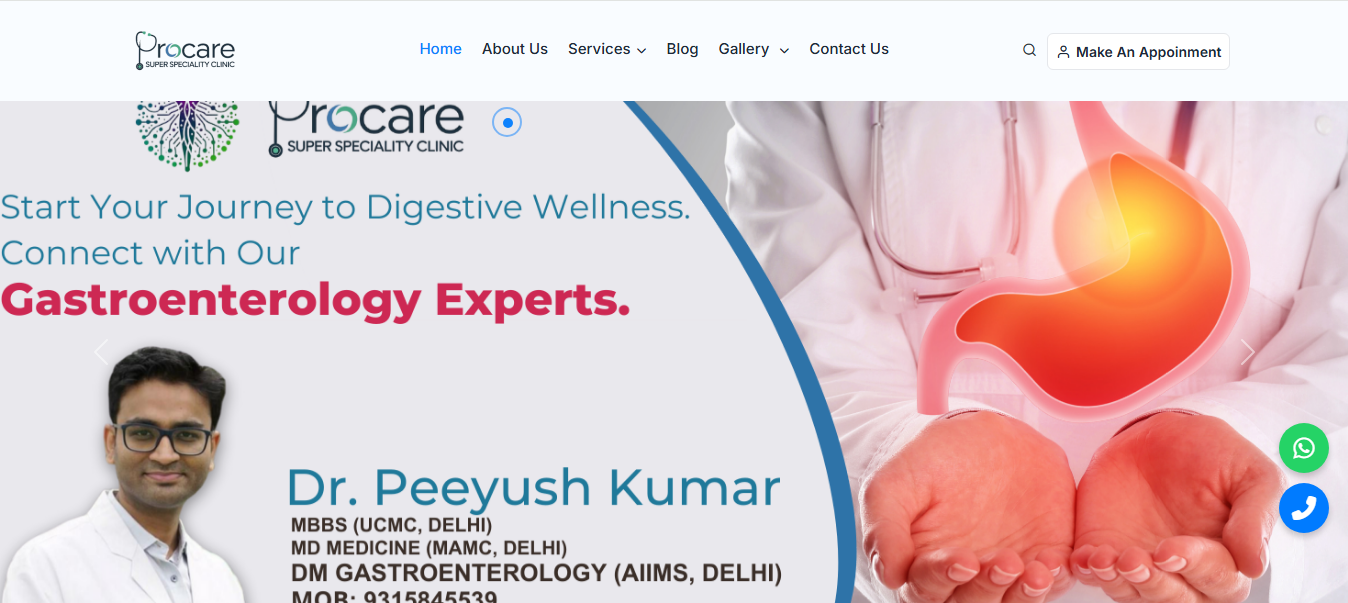 Procare
SUPER SPECIALITY CLINIC
Home
About Us
Services
Blog
Gallery
Contact Us
Make An Appoinment
Procare
SUPER SPECIALITY CLINIC
Start Your Journey to Digestive Wellness.
Connect with Our
Gastroenterology Experts.
Dr. Peeyush Kumar
MBBS (UCMC, DELHI)
MD MEDICINE (MAMC, DELHI)
DM GASTROENTEROLOGY (AIIMS, DELHI)
MOB: 9315845539